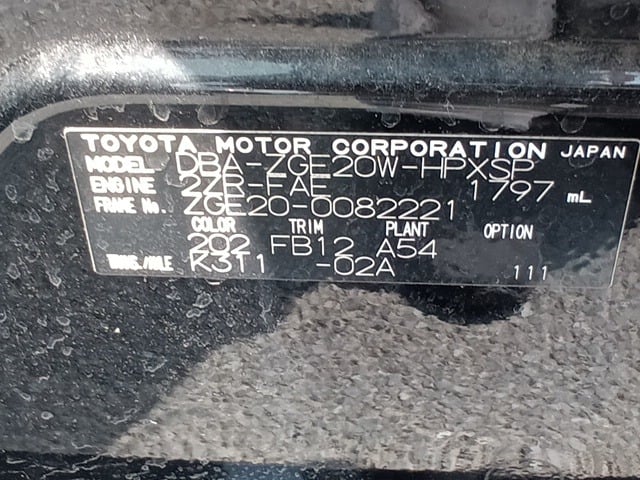 TOYOTA MOTOR CORPORATION JAPAN
MODEL DBA-ZGE20W-HPXSP
ENGINE 2ZR-FAE 1797 mL
FRAME No. ZGE20-0082221
COLOR TRIM PLANT OPTION
202 FB12 A54
TRANS./AXLE K311 -02A 111